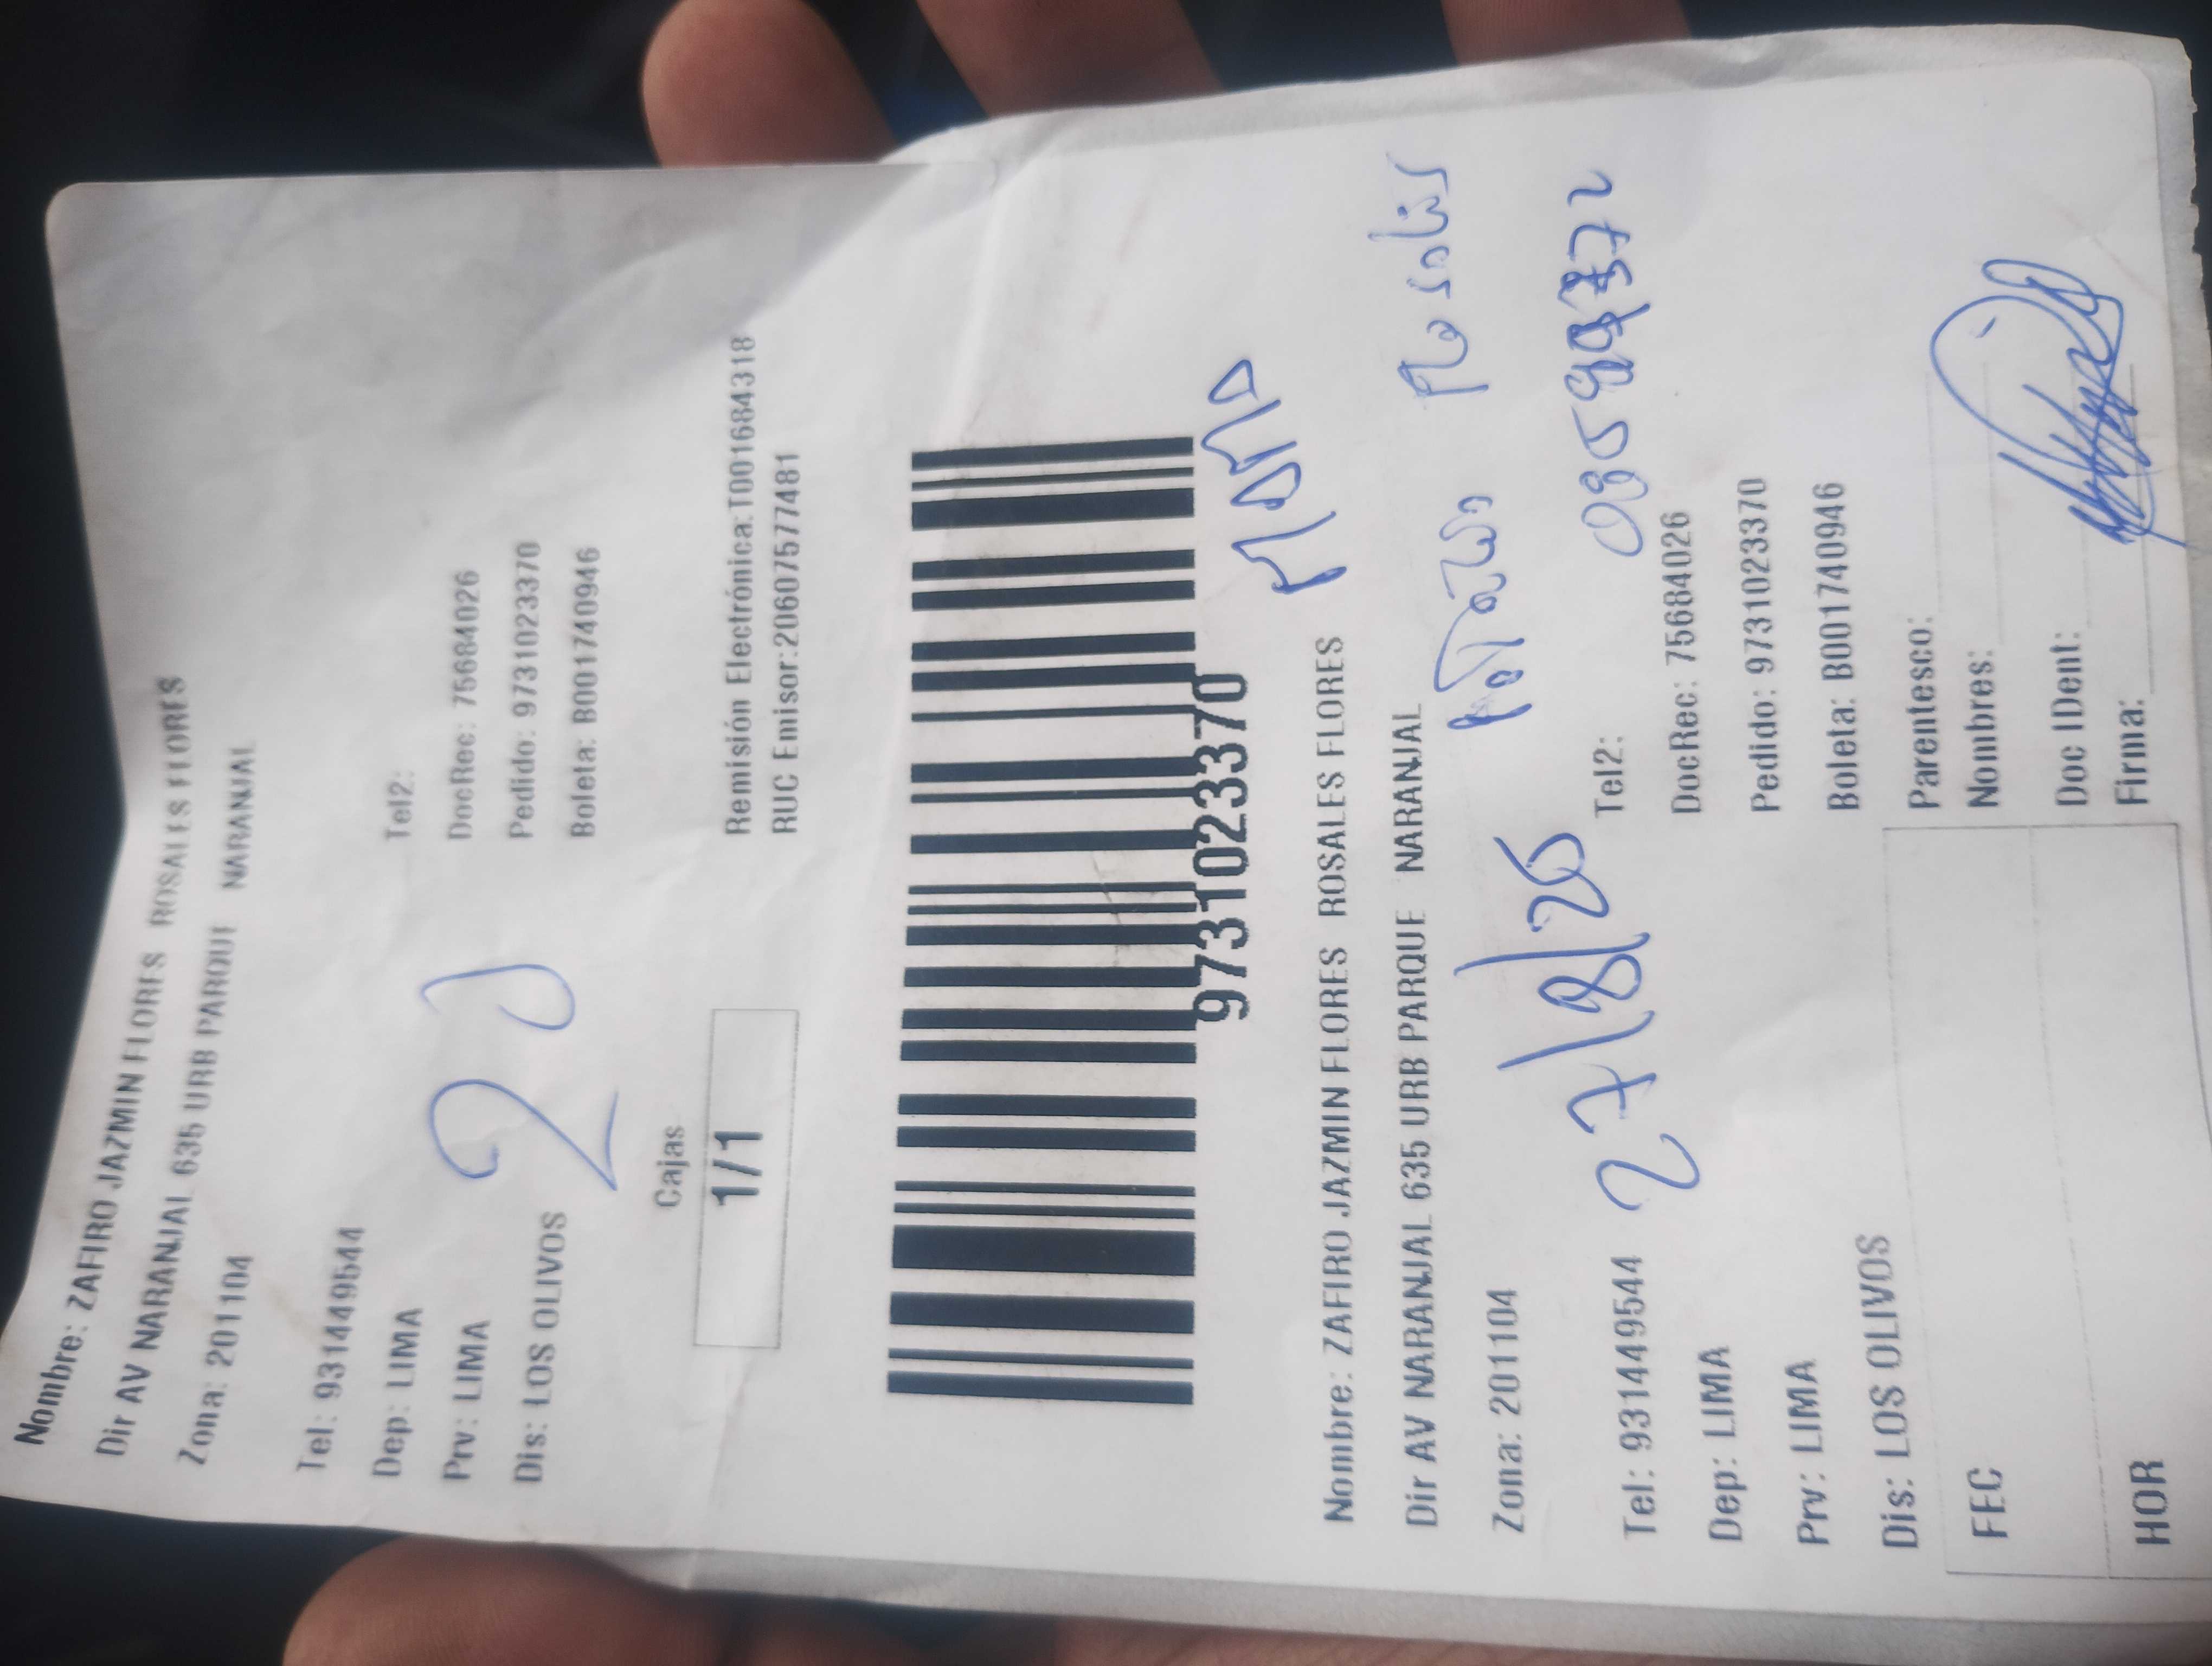 Nombre: ZAFIRO JAZMIN FLORES ROSALES FLORES
Dir AV NARANJAL 635 URB PARQUE NARANJAL
Zona: 201104
Tel: 931449544 Tel2:
Dep: LIMA DocRec: 75684026
Prv: LIMA Pedido: 97310233370
Dis: LOS OLIVOS Boleta: B001740946
20
Cajas
1/1
Remisión Electrónica:T001684318
RUC Emisor:20607577481
97310233370
Nombre: ZAFIRO JAZMIN FLORES ROSALES FLORES
Dir AV NARANJAL 635 URB PARQUE NARANJAL
Zona: 201104
27/8/25
Tel: 931449544 Tel2:
Dep: LIMA DocRec: 75684026
Prv: LIMA Pedido: 97310233370
Dis: LOS OLIVOS Boleta: B001740946
FEC Parentesco:
Nombres:
HOR Doc IDent:
Firma: